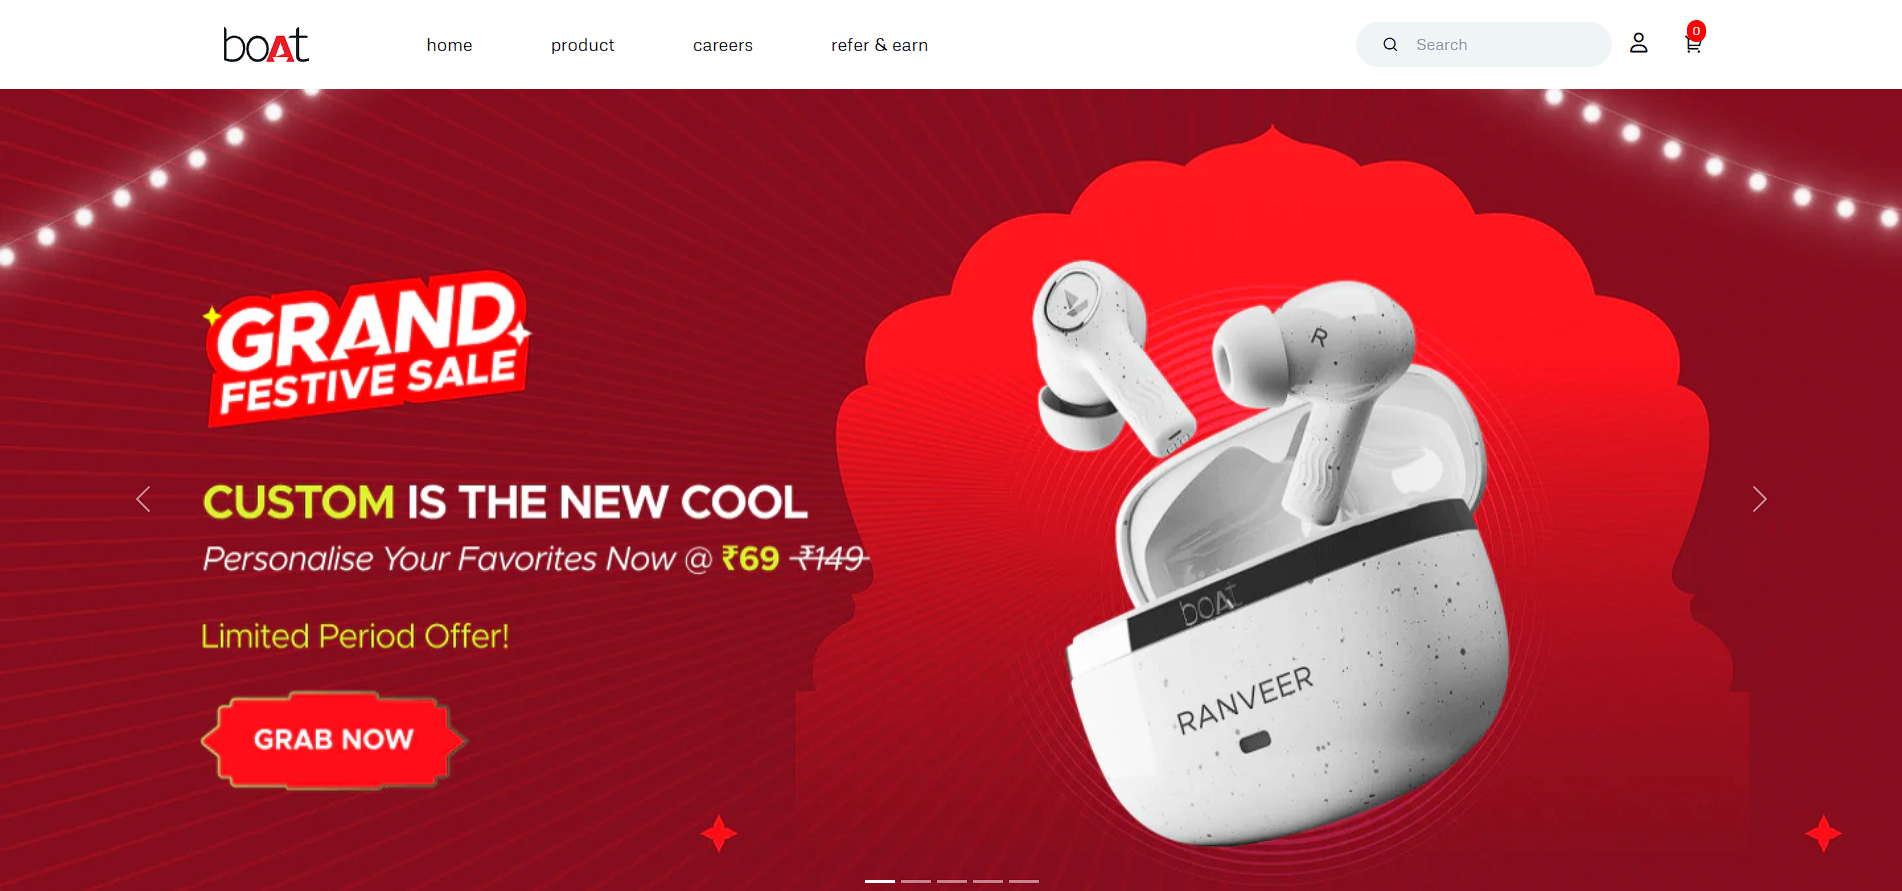 boAt
home
product
careers
refer & earn
Search
0
GRAND
FESTIVE SALE
CUSTOM IS THE NEW COOL
Personalise Your Favorites Now @ ₹69 ₹149
Limited Period Offer!
GRAB NOW
R
boAt
RANVEER